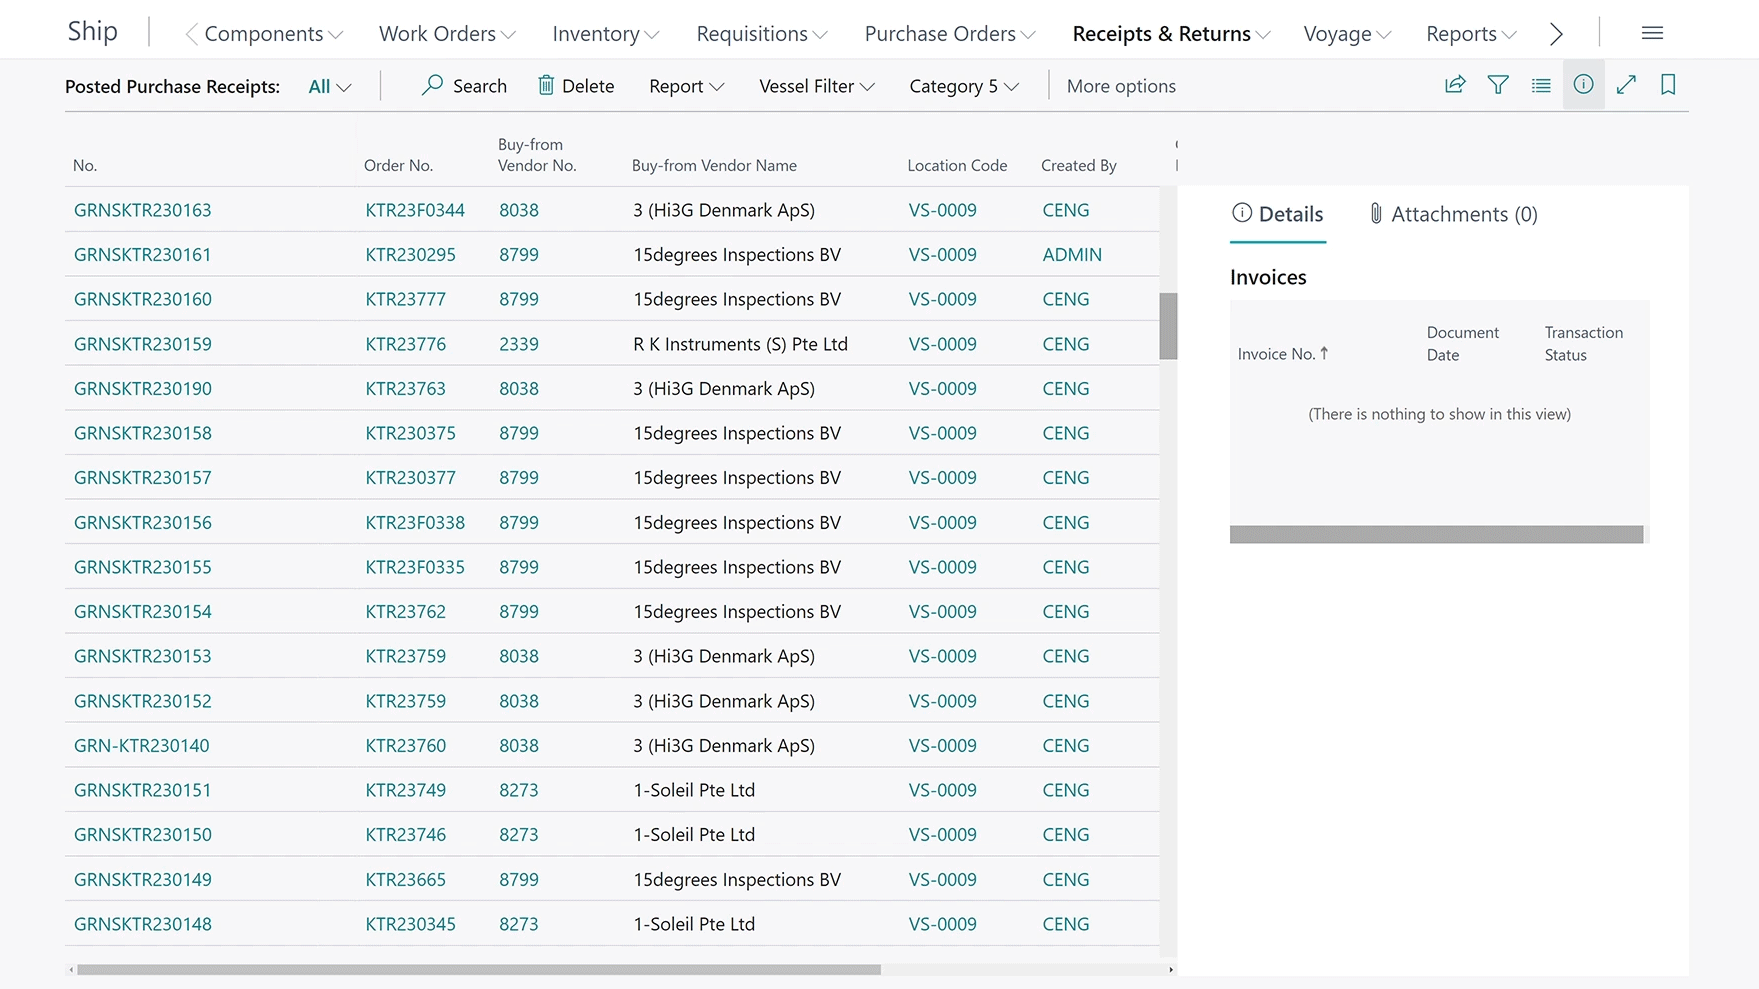 Ship Components Work Orders Inventory Requisitions Purchase Orders Receipts & Returns Voyage Reports
Posted Purchase Receipts: All Search Delete Report Vessel Filter Category 5 More options
No. Order No. Buy-from Vendor No. Buy-from Vendor Name Location Code Created By
GRNSKTR230163 KTR23F0344 8038 3 (Hi3G Denmark ApS) VS-0009 CENG
GRNSKTR230161 KTR230295 8799 15degrees Inspections BV VS-0009 ADMIN
GRNSKTR230160 KTR23777 8799 15degrees Inspections BV VS-0009 CENG
GRNSKTR230159 KTR23776 2339 R K Instruments (S) Pte Ltd VS-0009 CENG
GRNSKTR230190 KTR23763 8038 3 (Hi3G Denmark ApS) VS-0009 CENG
GRNSKTR230158 KTR230375 8799 15degrees Inspections BV VS-0009 CENG
GRNSKTR230157 KTR230377 8799 15degrees Inspections BV VS-0009 CENG
GRNSKTR230156 KTR23F0338 8799 15degrees Inspections BV VS-0009 CENG
GRNSKTR230155 KTR23F0335 8799 15degrees Inspections BV VS-0009 CENG
GRNSKTR230154 KTR23762 8799 15degrees Inspections BV VS-0009 CENG
GRNSKTR230153 KTR23759 8038 3 (Hi3G Denmark ApS) VS-0009 CENG
GRNSKTR230152 KTR23759 8038 3 (Hi3G Denmark ApS) VS-0009 CENG
GRN-KTR230140 KTR23760 8038 3 (Hi3G Denmark ApS) VS-0009 CENG
GRNSKTR230151 KTR23749 8273 1-Soleil Pte Ltd VS-0009 CENG
GRNSKTR230150 KTR23746 8273 1-Soleil Pte Ltd VS-0009 CENG
GRNSKTR230149 KTR23665 8799 15degrees Inspections BV VS-0009 CENG
GRNSKTR230148 KTR230345 8273 1-Soleil Pte Ltd VS-0009 CENG
Details Attachments (0)
Invoices
Invoice No. Document Date Transaction Status
(There is nothing to show in this view)